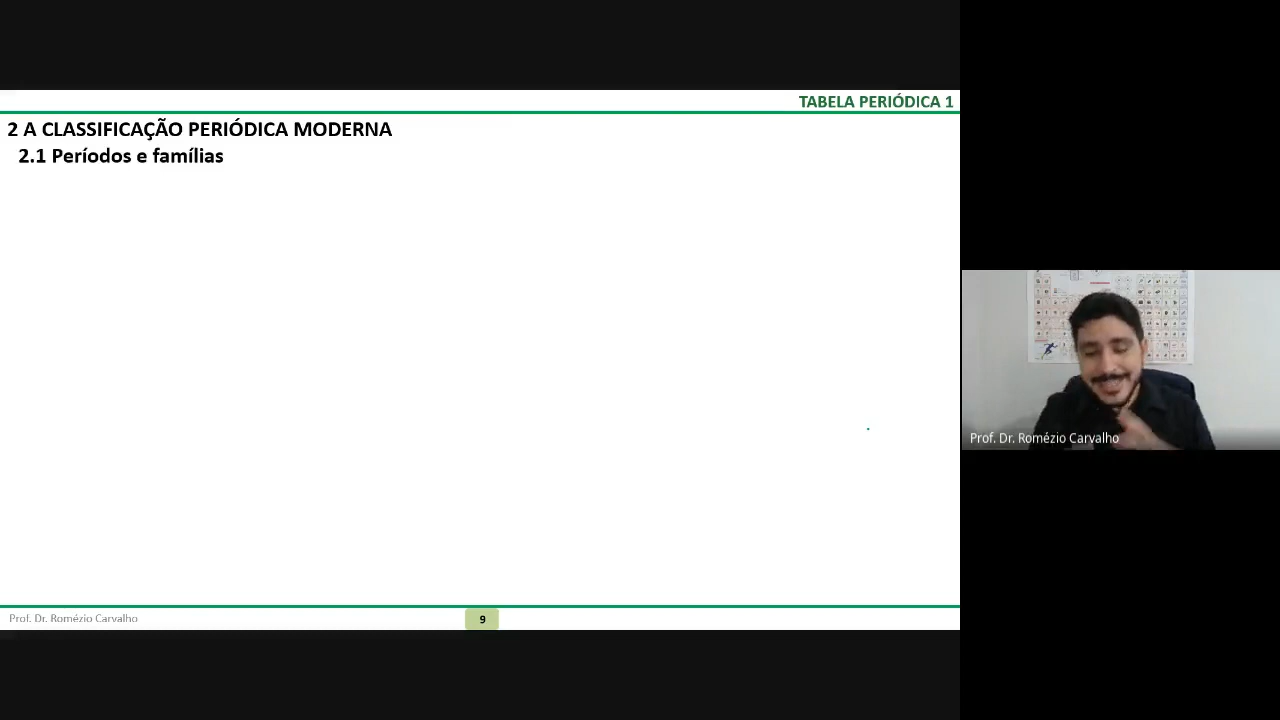 TABELA PERIÓDICA 1
2 A CLASSIFICAÇÃO PERIÓDICA MODERNA
2.1 Períodos e famílias
Prof. Dr. Romézio Carvalho
Prof. Dr. Romézio Carvalho
9